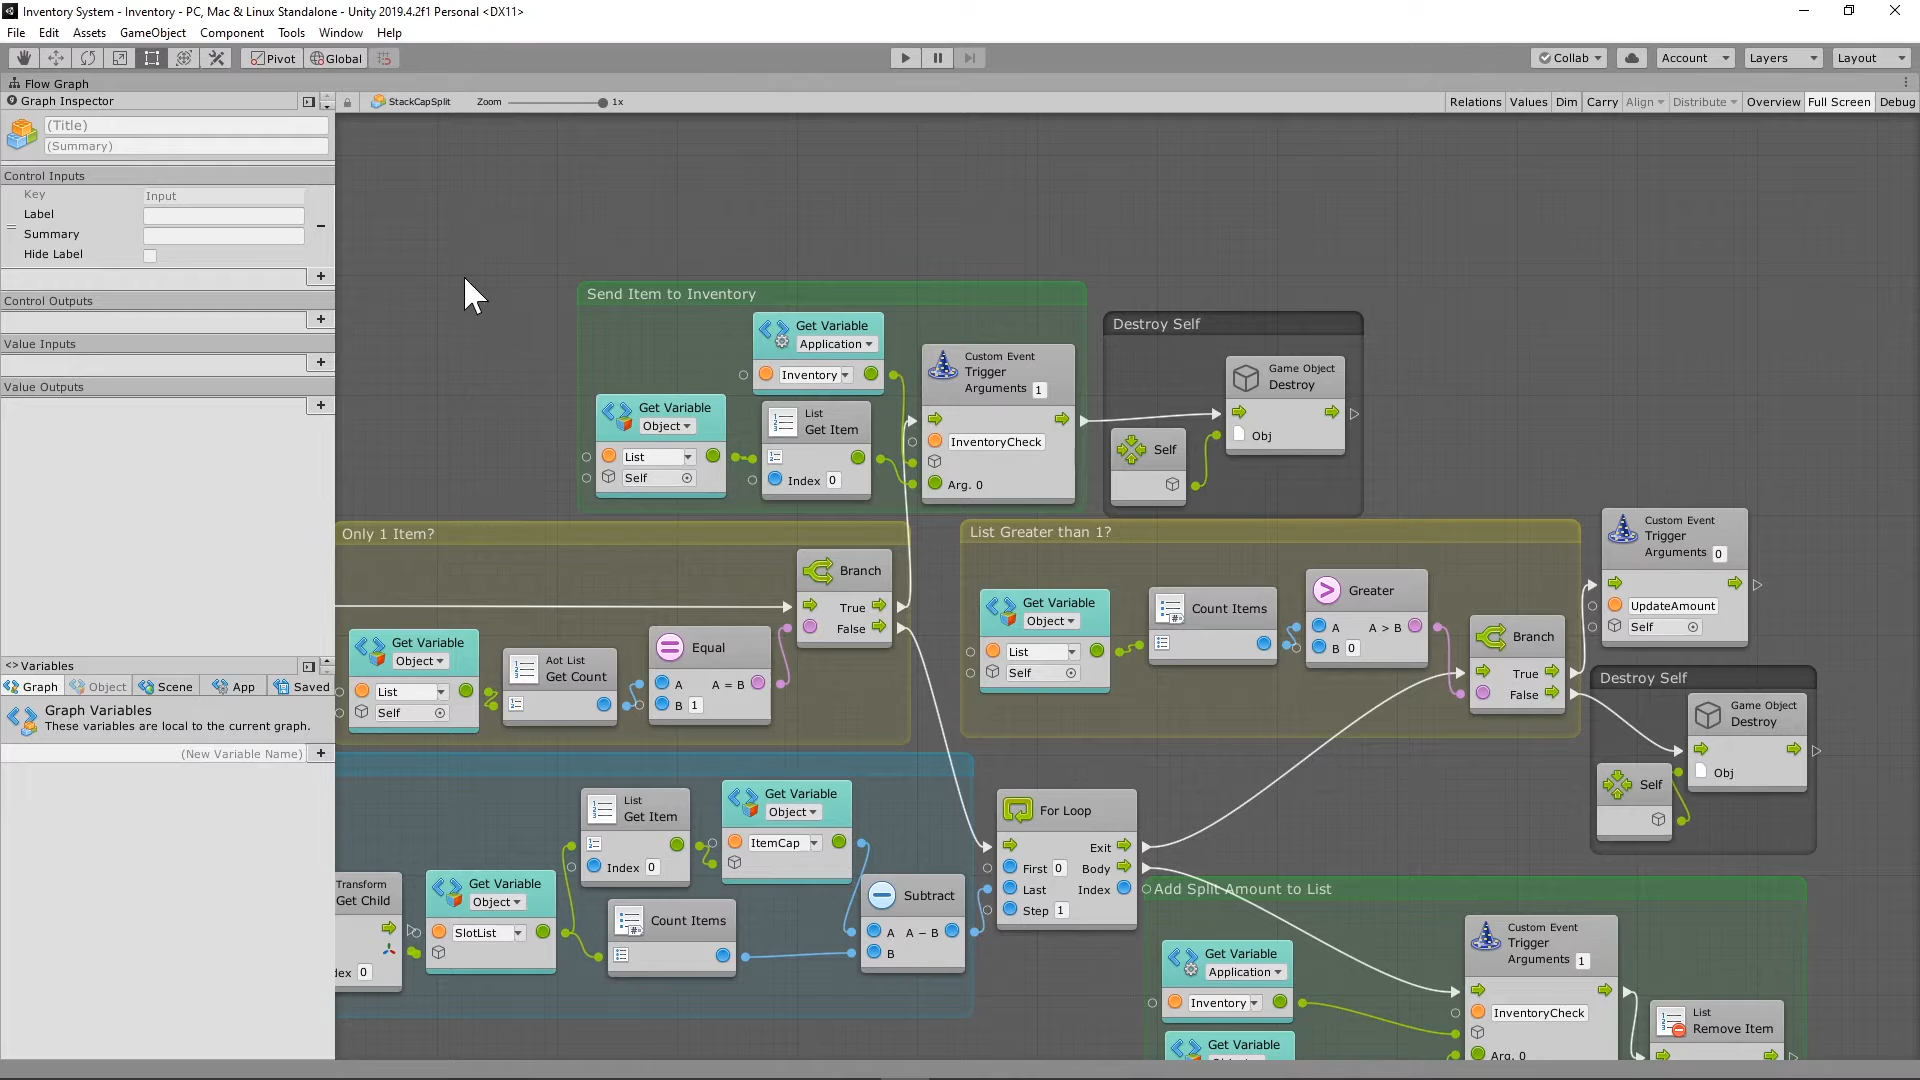 Inventory System - Inventory - PC, Mac & Linux Standalone - Unity 2019.4.2f1 Personal <DX11>
File Edit Assets GameObject Component Tools Window Help
Pivot Global Collab Account Layers Layout
Flow Graph
Graph Inspector StackCapSplit Zoom 1x Relations Values Dim Carry Align Distribute Overview Full Screen Debug
(Title)
(Summary)
Control Inputs
Key Input
Label
Summary
Hide Label
Control Outputs
Value Inputs
Value Outputs
Variables
Graph Object Scene App Saved
Graph Variables
These variables are local to the current graph.
(New Variable Name)
Send Item to Inventory
Get Variable
Application
Inventory
Get Variable
Object
List
Self
List
Get Item
Index 0
Custom Event
Trigger
Arguments 1
InventoryCheck
Arg. 0
Destroy Self
Game Object
Destroy
Obj
Self
Only 1 Item?
Get Variable
Object
List
Self
Aot List
Get Count
Equal
A A = B
B 1
Branch
True
False
List Greater than 1?
Get Variable
Object
List
Self
Count Items
Greater
A A > B
B 0
Branch
True
False
Custom Event
Trigger
Arguments 0
UpdateAmount
Self
Destroy Self
Game Object
Destroy
Obj
Self
Transform
Get Child
dex 0
Get Variable
Object
SlotList
List
Get Item
Index 0
Count Items
Get Variable
Object
ItemCap
Subtract
A A − B
B
For Loop
Exit
First 0 Body
Last Index
Step 1
Add Split Amount to List
Get Variable
Application
Inventory
Get Variable
Custom Event
Trigger
Arguments 1
InventoryCheck
Arg. 0
List
Remove Item